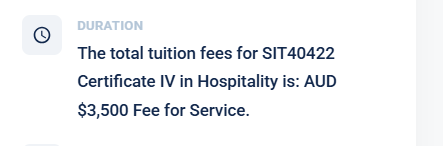 DURATION
The total tuition fees for SIT40422
Certificate IV in Hospitality is: AUD
$3,500 Fee for Service.